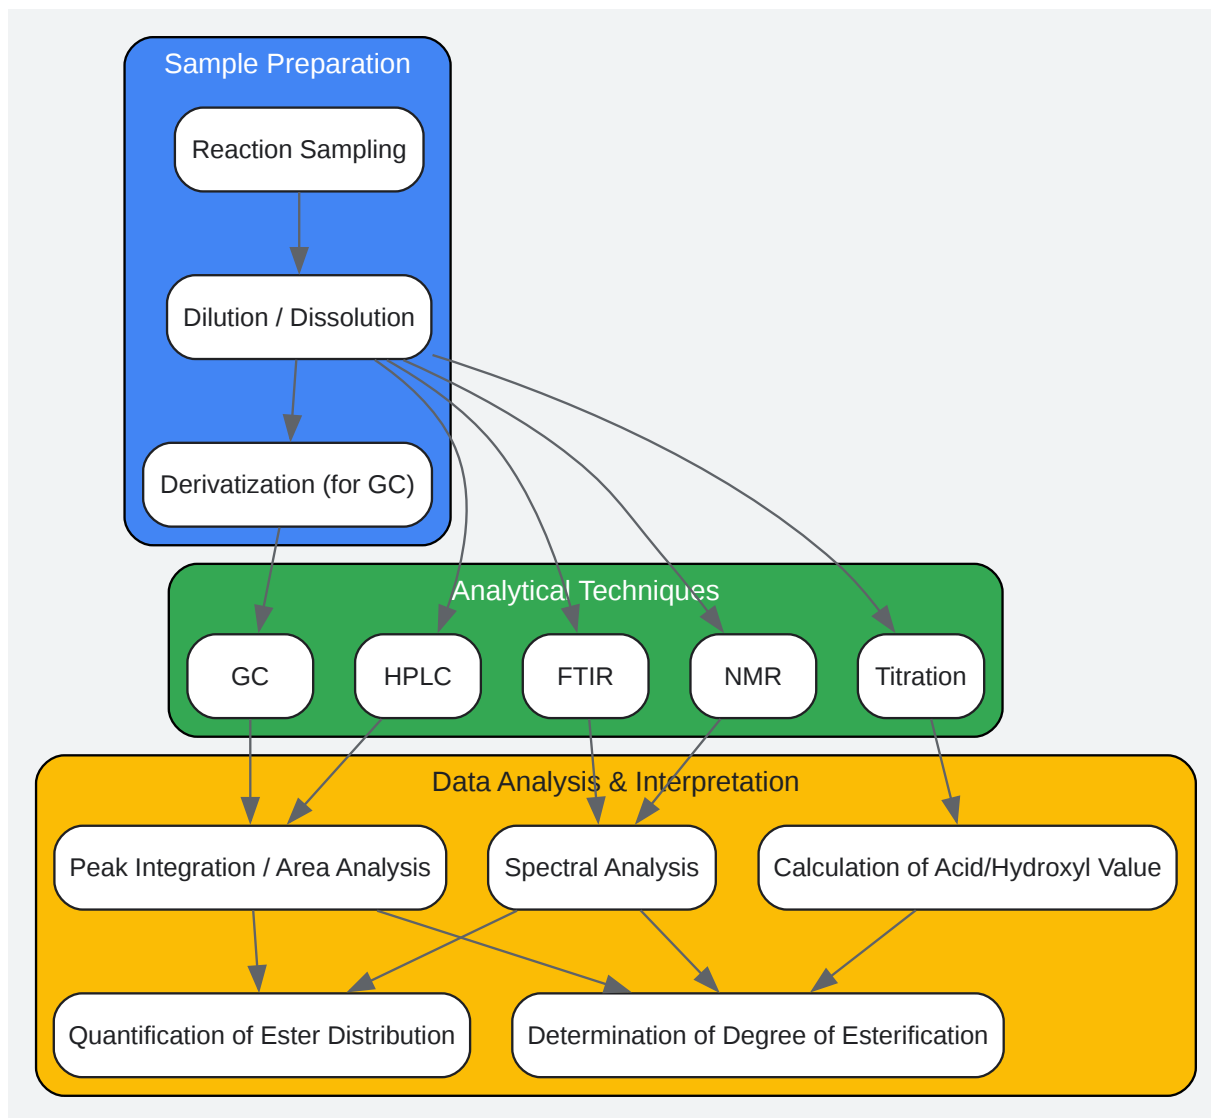 Sample Preparation
Reaction Sampling
Dilution / Dissolution
Derivatization (for GC)
Analytical Techniques
GC
HPLC
FTIR
NMR
Titration
Data Analysis & Interpretation
Peak Integration / Area Analysis
Spectral Analysis
Calculation of Acid/Hydroxyl Value
Quantification of Ester Distribution
Determination of Degree of Esterification